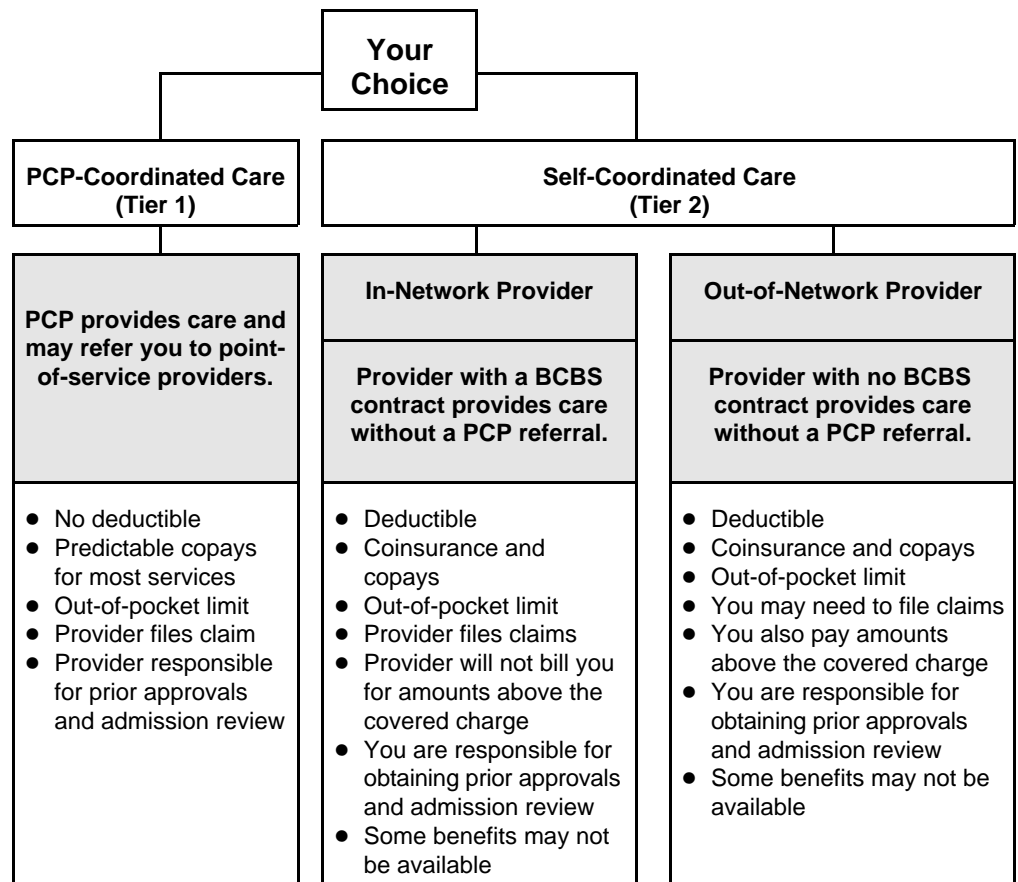 Your
Choice
PCP-Coordinated Care
(Tier 1)
Self-Coordinated Care
(Tier 2)
PCP provides care and
may refer you to point-
of-service providers.
In-Network Provider
Provider with a BCBS
contract provides care
without a PCP referral.
Out-of-Network Provider
Provider with no BCBS
contract provides care
without a PCP referral.
● No deductible
● Predictable copays
for most services
● Out-of-pocket limit
● Provider files claim
● Provider responsible
for prior approvals
and admission review
● Deductible
● Coinsurance and
copays
● Out-of-pocket limit
● Provider files claims
● Provider will not bill you
for amounts above the
covered charge
● You are responsible for
obtaining prior approvals
and admission review
● Some benefits may not
be available
● Deductible
● Coinsurance and copays
● Out-of-pocket limit
● You may need to file claims
● You also pay amounts
above the covered charge
● You are responsible for
obtaining prior approvals
and admission review
● Some benefits may not be
available